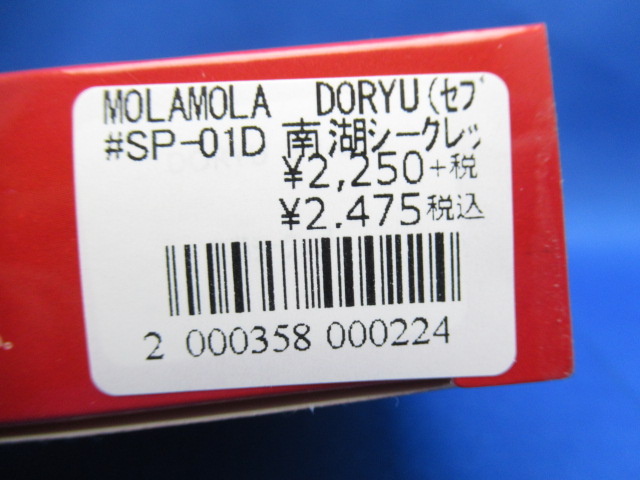 MOLAMOLA DORYU(ｾﾌﾞ
#SP-01D 南湖シークレッ
¥2,250+税
¥2.475税込
2 000358 000224